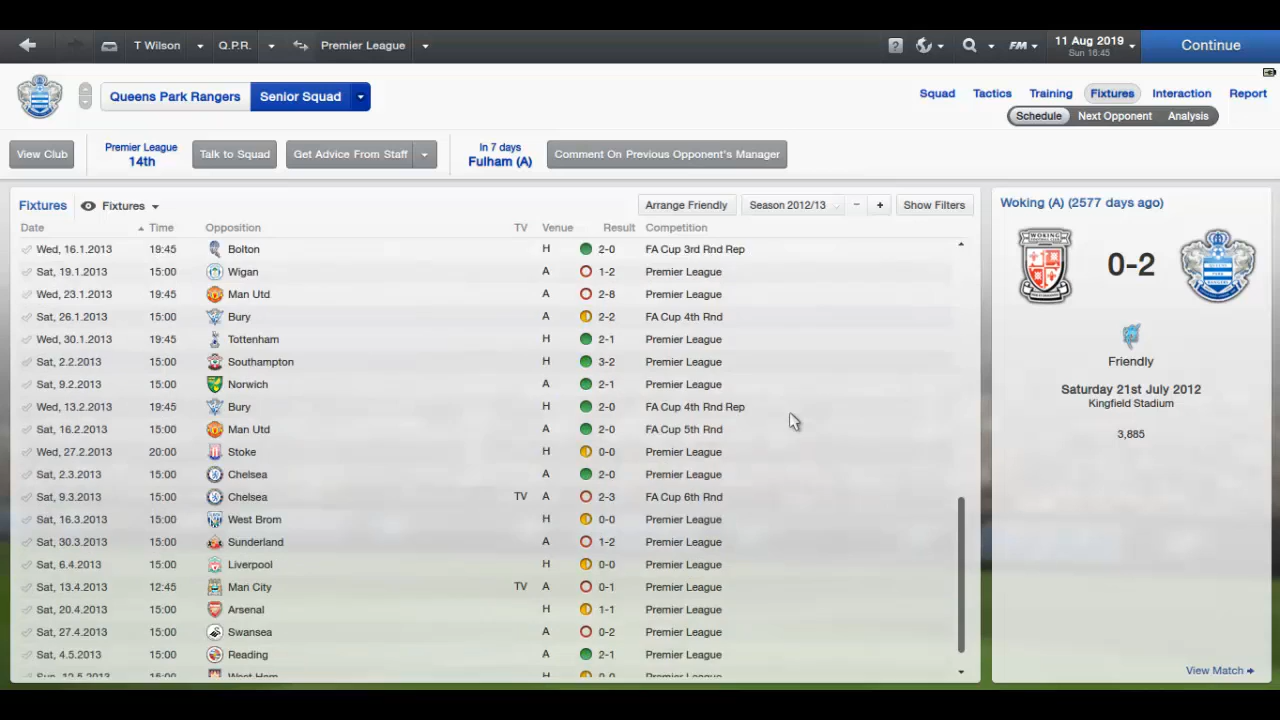 T Wilson Q.P.R. Premier League ? FM 11 Aug 2019 Sun 16:45 Continue
Queens Park Rangers Senior Squad Squad Tactics Training Fixtures Interaction Report
Schedule Next Opponent Analysis
View Club Premier League 14th Talk to Squad Get Advice From Staff In 7 days Fulham (A) Comment On Previous Opponent's Manager
Fixtures Fixtures Arrange Friendly Season 2012/13 - + Show Filters
Date Time Opposition TV Venue Result Competition
Wed, 16.1.2013 19:45 Bolton H 2-0 FA Cup 3rd Rnd Rep
Sat, 19.1.2013 15:00 Wigan A 1-2 Premier League
Wed, 23.1.2013 19:45 Man Utd A 2-8 Premier League
Sat, 26.1.2013 15:00 Bury A 2-2 FA Cup 4th Rnd
Wed, 30.1.2013 19:45 Tottenham H 2-1 Premier League
Sat, 2.2.2013 15:00 Southampton H 3-2 Premier League
Sat, 9.2.2013 15:00 Norwich A 2-1 Premier League
Wed, 13.2.2013 19:45 Bury H 2-0 FA Cup 4th Rnd Rep
Sat, 16.2.2013 15:00 Man Utd A 2-0 FA Cup 5th Rnd
Wed, 27.2.2013 20:00 Stoke H 0-0 Premier League
Sat, 2.3.2013 15:00 Chelsea A 2-0 Premier League
Sat, 9.3.2013 15:00 Chelsea TV A 2-3 FA Cup 6th Rnd
Sat, 16.3.2013 15:00 West Brom H 0-0 Premier League
Sat, 30.3.2013 15:00 Sunderland A 1-2 Premier League
Sat, 6.4.2013 15:00 Liverpool H 0-0 Premier League
Sat, 13.4.2013 12:45 Man City TV A 0-1 Premier League
Sat, 20.4.2013 15:00 Arsenal H 1-1 Premier League
Sat, 27.4.2013 15:00 Swansea A 0-2 Premier League
Sat, 4.5.2013 15:00 Reading A 2-1 Premier League
Sun, 12.5.2013 15:00 West Ham H 0-0 Premier League
Woking (A) (2577 days ago)
0-2
Friendly
Saturday 21st July 2012
Kingfield Stadium
3,885
View Match